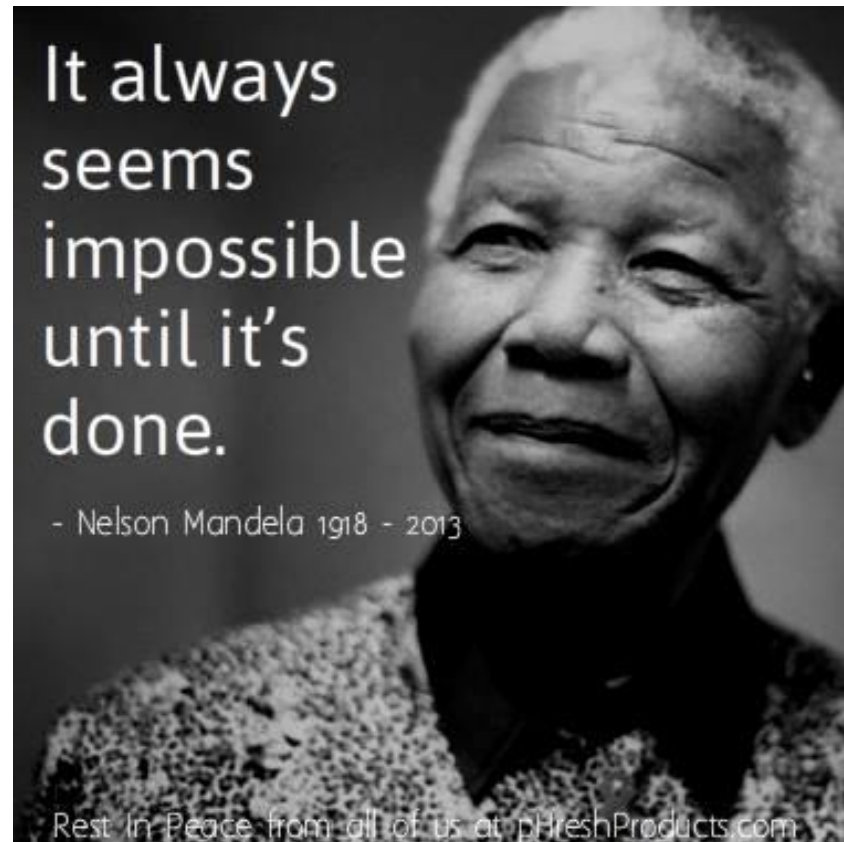 It always
seems
impossible
until it’s
done.
- Nelson Mandela 1918 - 2013
Rest In Peace from all of us at pHreshProducts.com